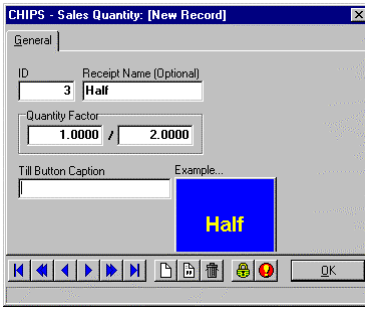 CHIPS - Sales Quantity: [New Record]
General
ID Receipt Name (Optional)
3 Half
Quantity Factor
1.0000 / 2.0000
Till Button Caption Example...
Half
OK